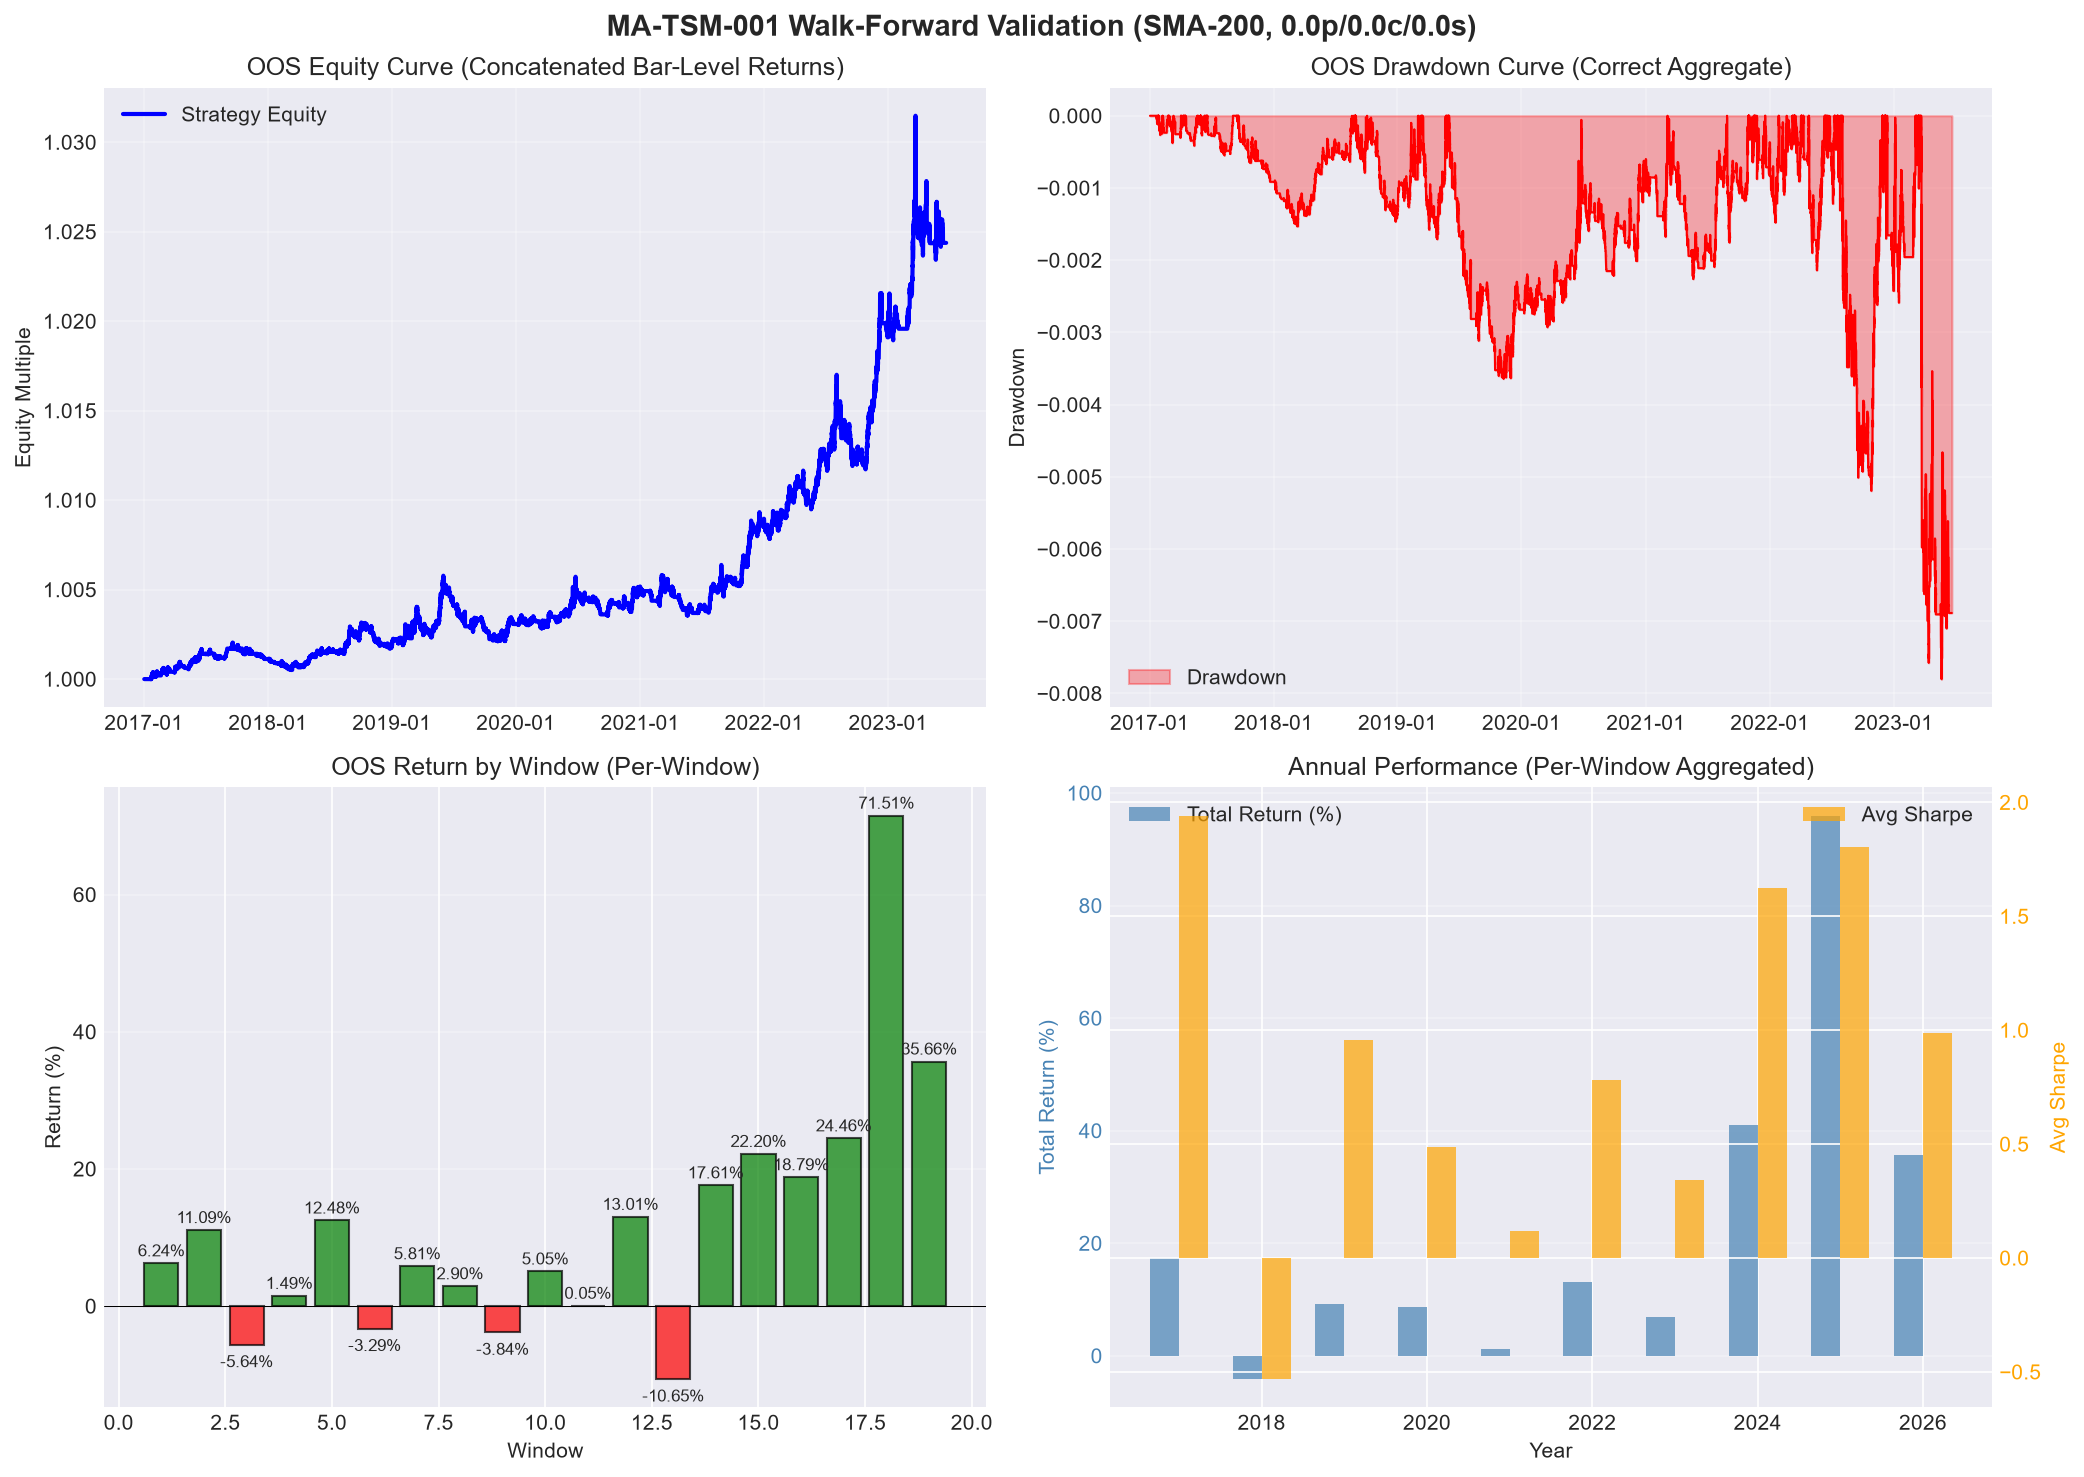 MA-TSM-001 Walk-Forward Validation (SMA-200, 0.0p/0.0c/0.0s)
OOS Equity Curve (Concatenated Bar-Level Returns)
Strategy Equity
Equity Multiple
1.030
1.025
1.020
1.015
1.010
1.005
1.000
2017-01 2018-01 2019-01 2020-01 2021-01 2022-01 2023-01
OOS Drawdown Curve (Correct Aggregate)
Drawdown
0.000
−0.001
−0.002
−0.003
−0.004
−0.005
−0.006
−0.007
−0.008
Drawdown
2017-01 2018-01 2019-01 2020-01 2021-01 2022-01 2023-01
OOS Return by Window (Per-Window)
Return (%)
60
40
20
0
6.24%
11.09%
-5.64%
1.49%
12.48%
-3.29%
5.81%
2.90%
-3.84%
5.05%
0.05%
13.01%
-10.65%
17.61%
22.20%
18.79%
24.46%
71.51%
35.66%
0.0 2.5 5.0 7.5 10.0 12.5 15.0 17.5 20.0
Window
Annual Performance (Per-Window Aggregated)
Total Return (%)
Avg Sharpe
Total Return (%)
100
80
60
40
20
0
2.0
1.5
1.0
0.5
0.0
−0.5
Avg Sharpe
2018 2020 2022 2024 2026
Year